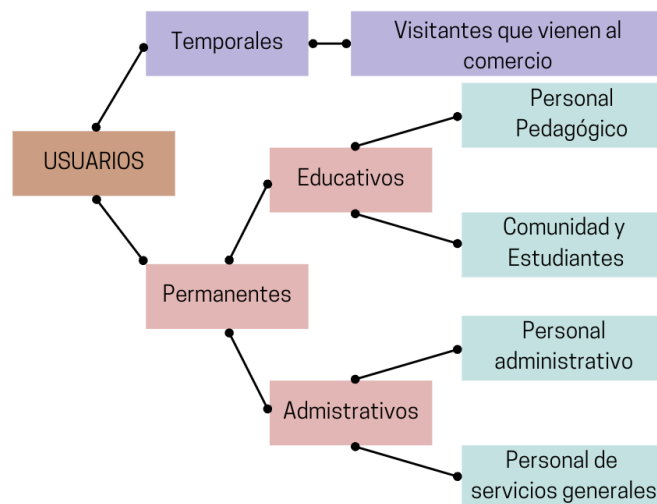 Temporales
Visitantes que vienen al
comercio
USUARIOS
Personal
Pedagógico
Educativos
Comunidad y
Estudiantes
Permanentes
Personal
administrativo
Admistrativos
Personal de
servicios generales